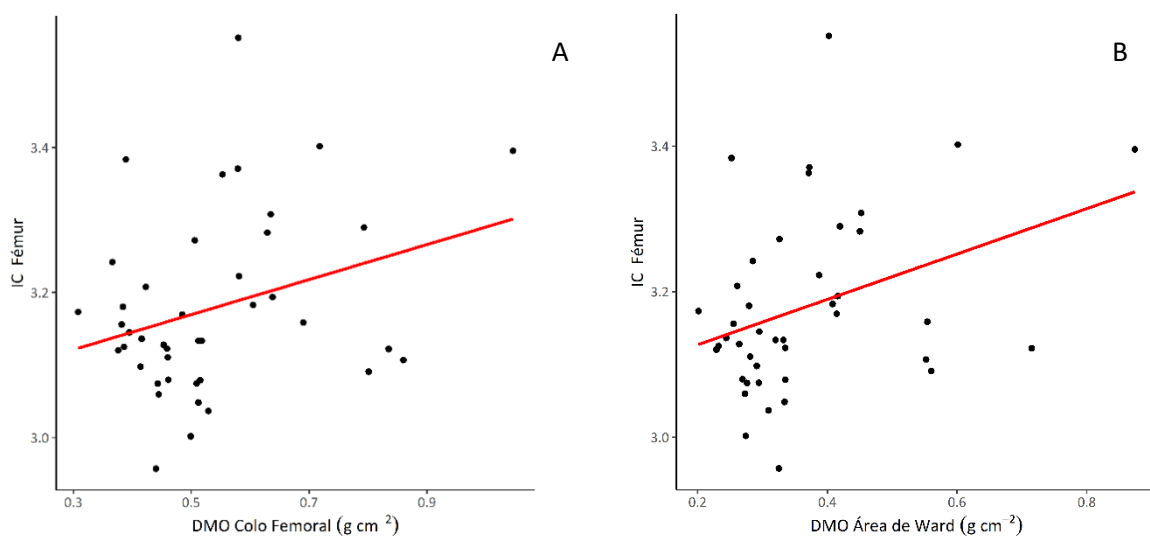 A
IC Fémur
3.4
3.2
3.0
0.3 0.5 0.7 0.9
DMO Colo Femoral (g cm⁻²)
B
IC Fémur
3.4
3.2
3.0
0.2 0.4 0.6 0.8
DMO Área de Ward (g cm⁻²)